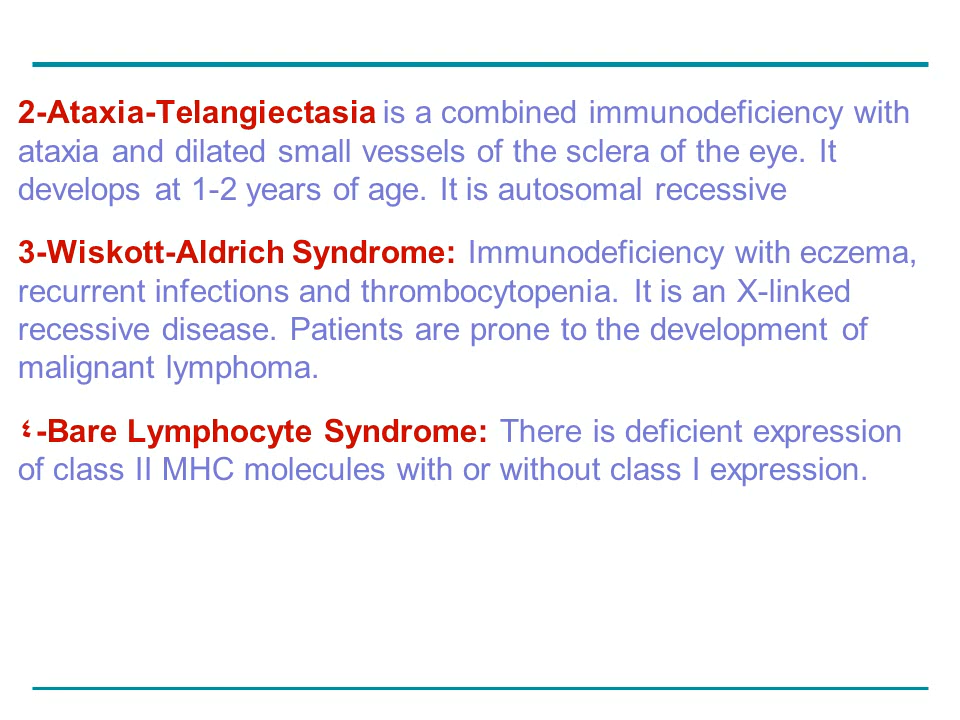 2-Ataxia-Telangiectasia is a combined immunodeficiency with
ataxia and dilated small vessels of the sclera of the eye. It
develops at 1-2 years of age. It is autosomal recessive
3-Wiskott-Aldrich Syndrome: Immunodeficiency with eczema,
recurrent infections and thrombocytopenia. It is an X-linked
recessive disease. Patients are prone to the development of
malignant lymphoma.
٤-Bare Lymphocyte Syndrome: There is deficient expression
of class II MHC molecules with or without class I expression.